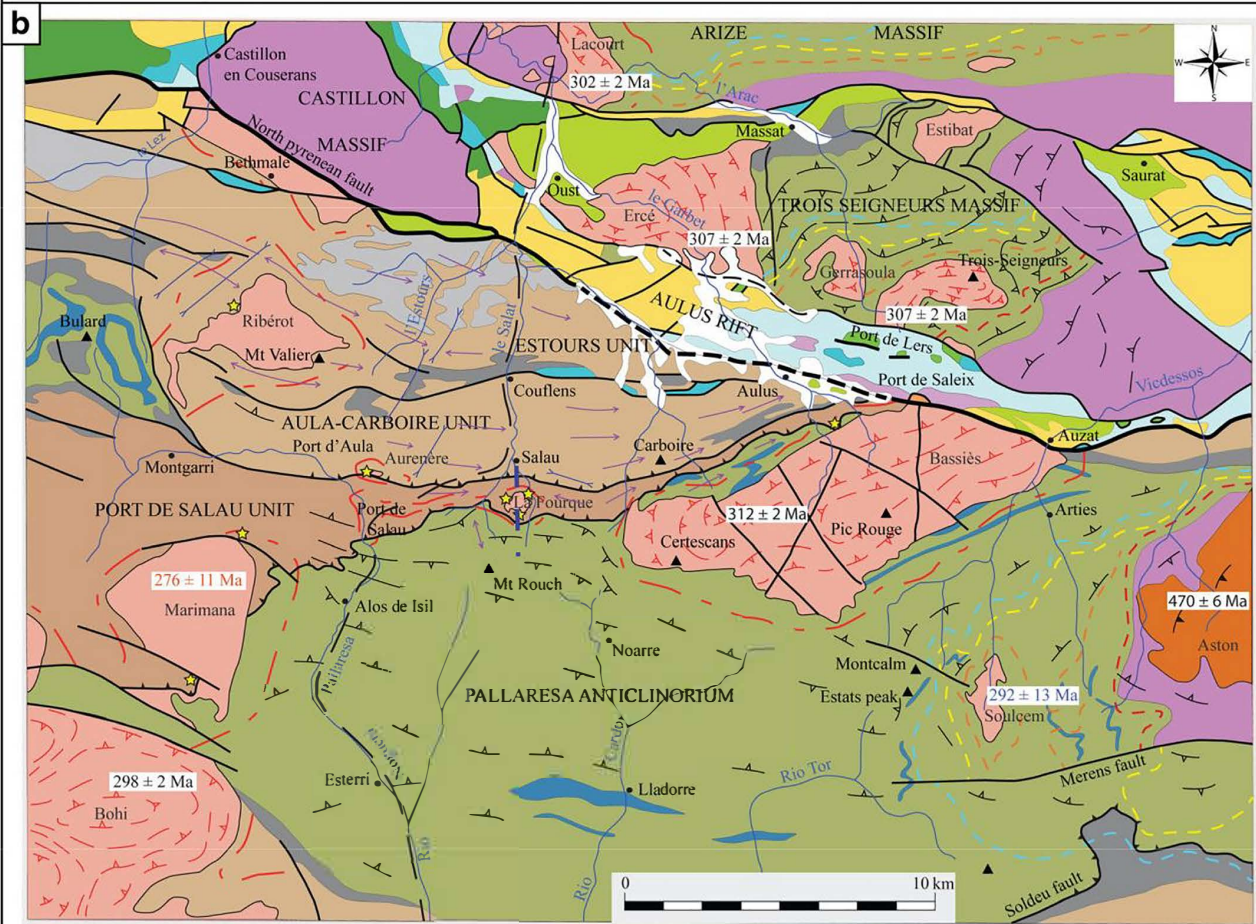 b
ARIZE MASSIF
Lacourt
302 ± 2 Ma
l'Arac
N
W E
S
Castillon
en Couserans
CASTILLON
MASSIF
North pyrenean fault
le Lez
Bethmale
Massat
Estibat
Saurat
Oust
le Garbet
Ercé
TROIS SEIGNEURS MASSIF
307 ± 2 Ma
Gerrasoula
Trois-Seigneurs
307 ± 2 Ma
AULUS RIFT
Port de Lers
Port de Saleix
Vicdessos
Bulard
Ribérot
Mt Valier
l'Estours
le Salat
ESTOURS UNIT
Couflens
Aulus
AULA-CARBOIRE UNIT
Port d'Aula
Aurenère
Montgarri
Salau
Carboire
Bassiès
Auzat
PORT DE SALAU UNIT
Port de
Salau
La Fourque
312 ± 2 Ma
Pic Rouge
Arties
Certescans
276 ± 11 Ma
Marimana
Mt Rouch
Alos de Isil
Noarre
470 ± 6 Ma
Aston
Pallaresa
Montcalm
Estats peak
292 ± 13 Ma
Soulcem
PALLARESA ANTICLINORIUM
Noguera
Cardos
298 ± 2 Ma
Bohi
Esterri
Lladorre
Rio Tor
Merens fault
Rio
Rio
Soldeu fault
0 10 km